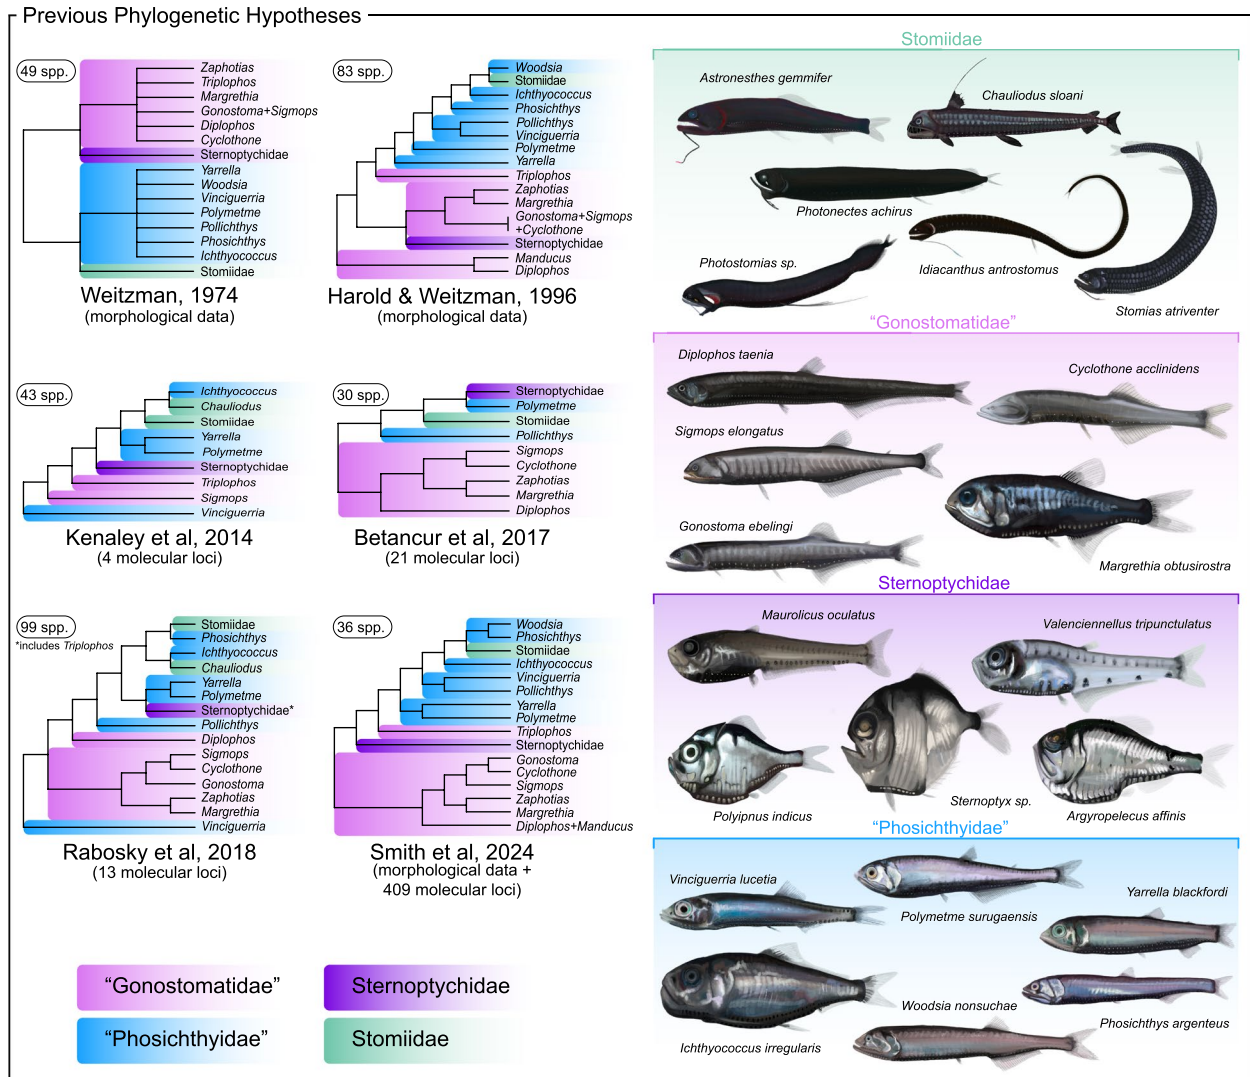 Previous Phylogenetic Hypotheses
49 spp.
Zaphotias
Triplophos
Margrethia
Gonostoma+Sigmops
Diplophos
Cyclothone
Sternoptychidae
Yarrella
Woodsia
Vinciguerria
Polymetme
Pollichthys
Phosichthys
Ichthyococcus
Stomiidae
Weitzman, 1974
(morphological data)
83 spp.
Woodsia
Stomiidae
Ichthyococcus
Phosichthys
Pollichthys
Vinciguerria
Polymetme
Yarrella
Triplophos
Zaphotias
Margrethia
Gonostoma+Sigmops
+Cyclothone
Sternoptychidae
Manducus
Diplophos
Harold & Weitzman, 1996
(morphological data)
43 spp.
Ichthyococcus
Chauliodus
Stomiidae
Yarrella
Polymetme
Sternoptychidae
Triplophos
Sigmops
Vinciguerria
Kenaley et al, 2014
(4 molecular loci)
30 spp.
Sternoptychidae
Polymetme
Stomiidae
Pollichthys
Sigmops
Cyclothone
Zaphotias
Margrethia
Diplophos
Betancur et al, 2017
(21 molecular loci)
99 spp.
*includes Triplophos
Stomiidae
Phosichthys
Ichthyococcus
Chauliodus
Yarrella
Polymetme
Sternoptychidae*
Pollichthys
Diplophos
Sigmops
Cyclothone
Gonostoma
Zaphotias
Margrethia
Vinciguerria
Rabosky et al, 2018
(13 molecular loci)
36 spp.
Woodsia
Phosichthys
Stomiidae
Ichthyococcus
Vinciguerria
Pollichthys
Yarrella
Polymetme
Triplophos
Sternoptychidae
Gonostoma
Cyclothone
Sigmops
Zaphotias
Margrethia
Diplophos+Manducus
Smith et al, 2024
(morphological data +
409 molecular loci)
“Gonostomatidae”
Sternoptychidae
“Phosichthyidae”
Stomiidae
Stomiidae
Astronesthes gemmifer
Chauliodus sloani
Photonectes achirus
Idiacanthus antrostomus
Photostomias sp.
Stomias atriventer
“Gonostomatidae”
Diplophos taenia
Cyclothone acclinidens
Sigmops elongatus
Gonostoma ebelingi
Margrethia obtusirostra
Sternoptychidae
Maurolicus oculatus
Valenciennellus tripunctulatus
Sternoptyx sp.
Polyipnus indicus
Argyropelecus affinis
“Phosichthyidae”
Vinciguerria lucetia
Yarrella blackfordi
Polymetme surugaensis
Woodsia nonsuchae
Phosichthys argenteus
Ichthyococcus irregularis